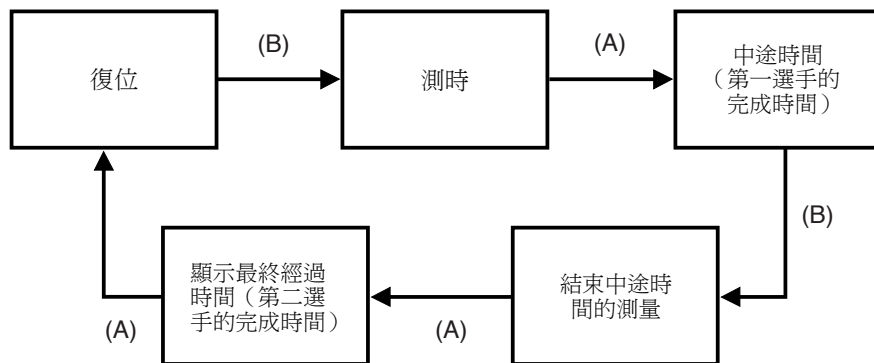 復位
(B)
測時
(A)
中途時間
（第一選手的
完成時間）
(B)
結束中途時
間的測量
(A)
顯示最終經過
時間（第二選
手的完成時間）
(A)